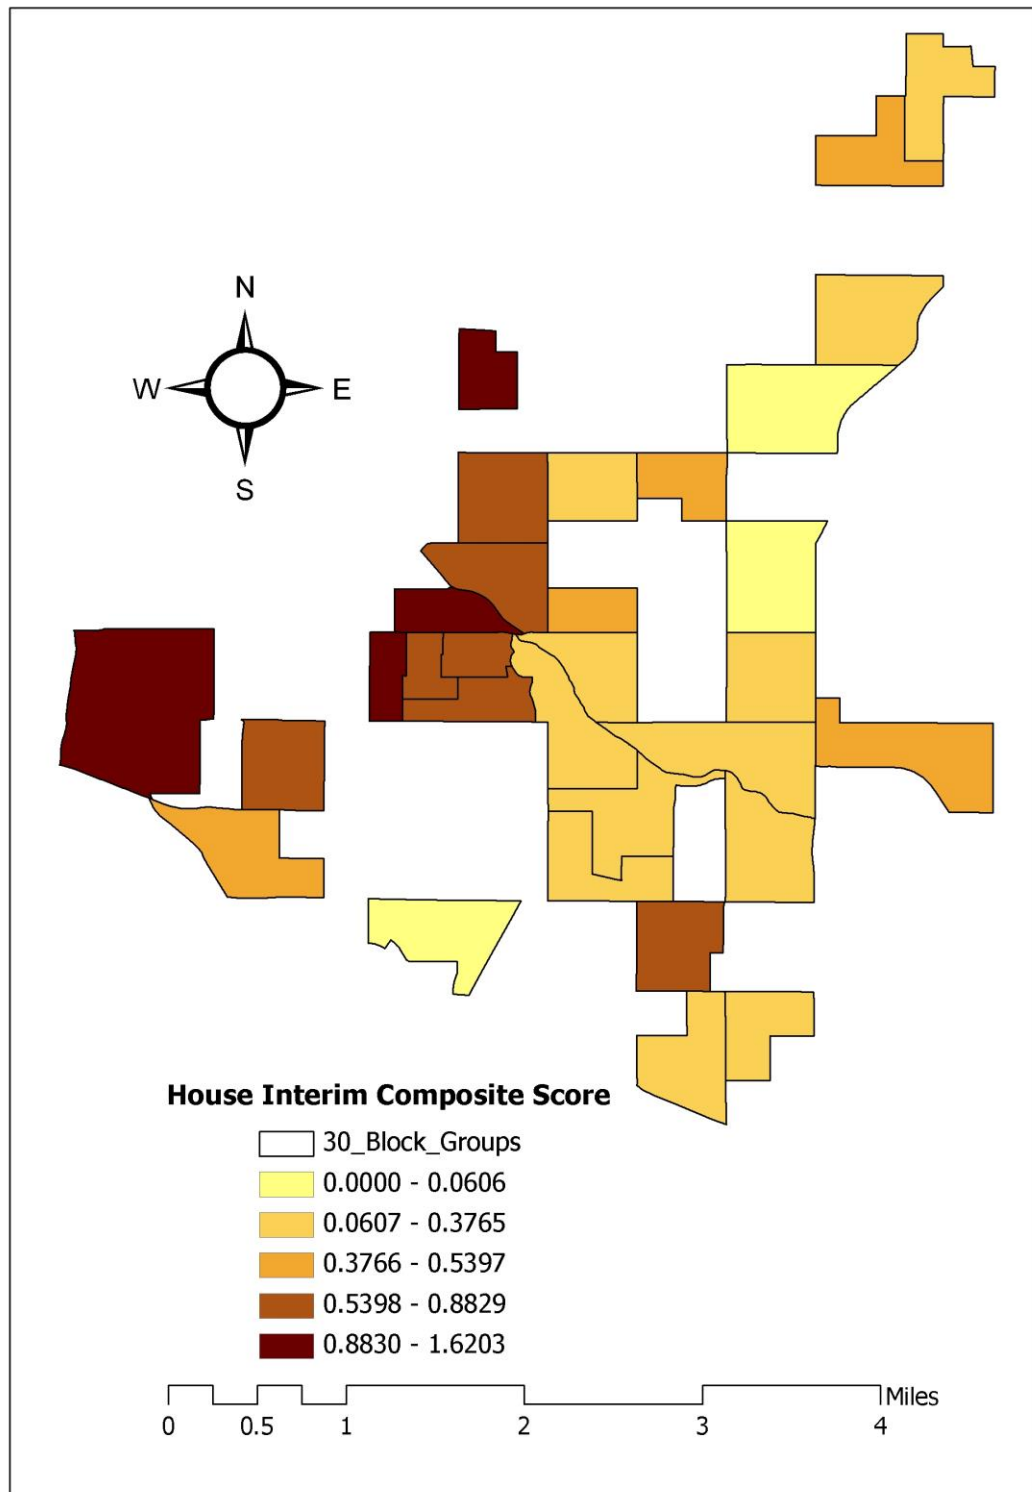 N
W E
S
House Interim Composite Score
30_Block_Groups
0.0000 - 0.0606
0.0607 - 0.3765
0.3766 - 0.5397
0.5398 - 0.8829
0.8830 - 1.6203
Miles
0 0.5 1 2 3 4